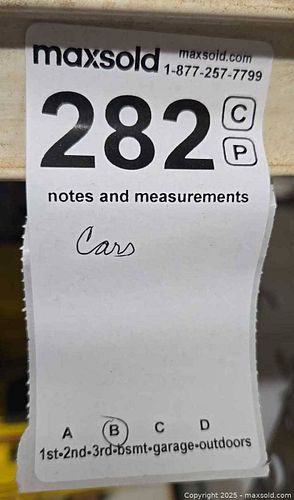 maxsold maxsold.com
1-877-257-7799
282 C
P
notes and measurements
Cars
A B C D
1st-2nd-3rd-bsmt-garage-outdoors
Copyright © 2025 - maxsold.com